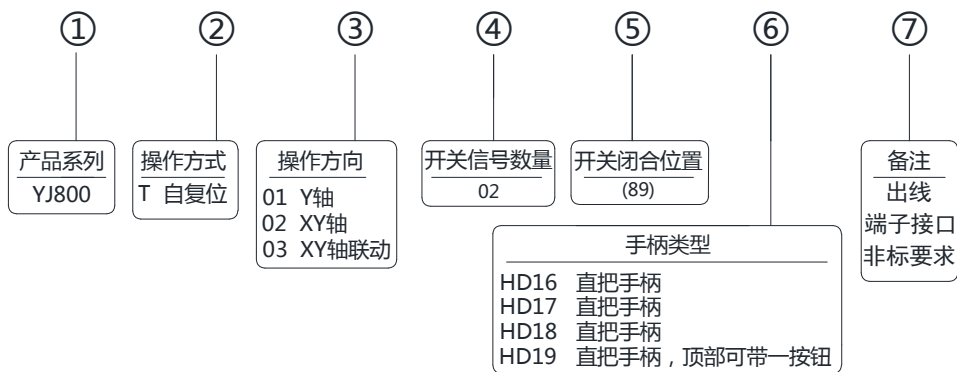 ① ② ③ ④ ⑤ ⑥ ⑦
产品系列
YJ800
操作方式
T 自复位
操作方向
01 Y轴
02 XY轴
03 XY轴联动
开关信号数量
02
开关闭合位置
(89)
手柄类型
HD16 直把手柄
HD17 直把手柄
HD18 直把手柄
HD19 直把手柄，顶部可带一按钮
备注
出线
端子接口
非标要求